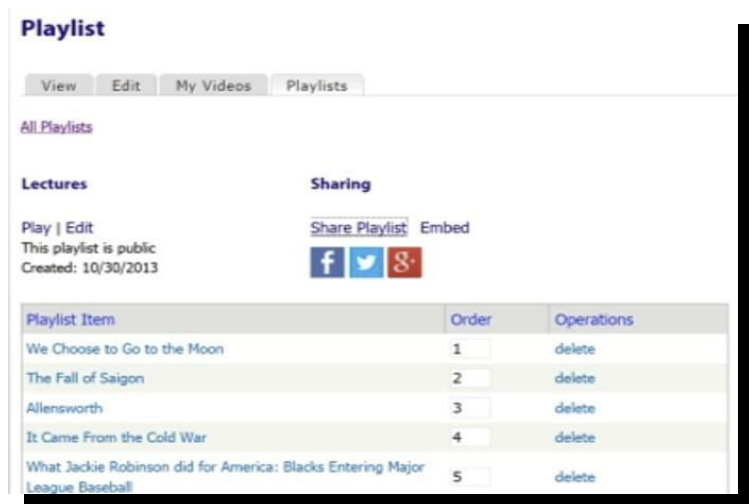 Playlist
View Edit My Videos Playlists
All Playlists
Lectures Sharing
Play | Edit Share Playlist Embed
This playlist is public
Created: 10/30/2013
f g+
Playlist Item Order Operations
We Choose to Go to the Moon 1 delete
The Fall of Saigon 2 delete
Allensworth 3 delete
It Came From the Cold War 4 delete
What Jackie Robinson did for America: Blacks Entering Major 5 delete
League Baseball